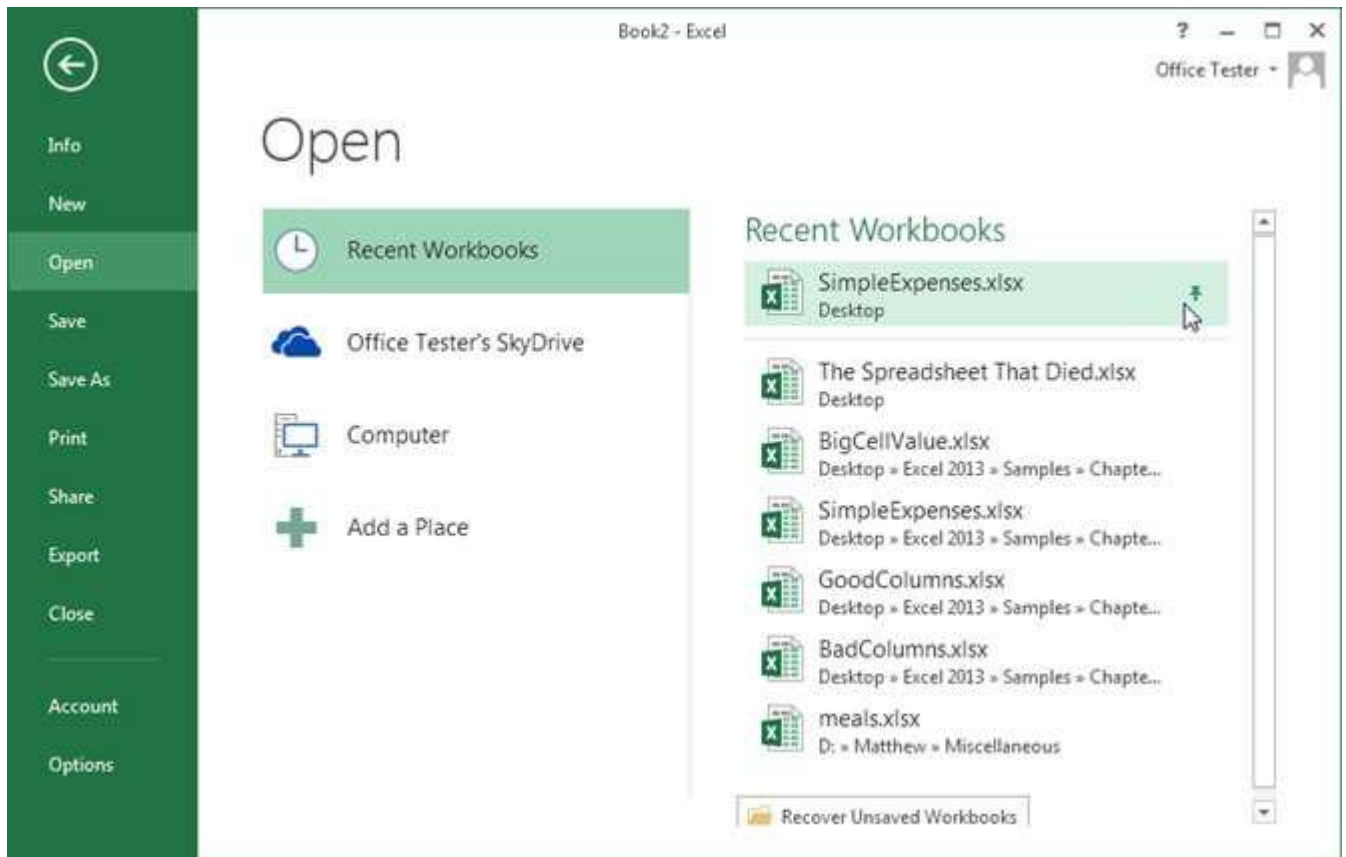 Book2 - Excel
?
Office Tester
Info
New
Open
Save
Save As
Print
Share
Export
Close
Account
Options
Open
Recent Workbooks
Office Tester's SkyDrive
Computer
Add a Place
Recent Workbooks
SimpleExpenses.xlsx
Desktop
The Spreadsheet That Died.xlsx
Desktop
BigCellValue.xlsx
Desktop » Excel 2013 » Samples » Chapte...
SimpleExpenses.xlsx
Desktop » Excel 2013 » Samples » Chapte...
GoodColumns.xlsx
Desktop » Excel 2013 » Samples » Chapte...
BadColumns.xlsx
Desktop » Excel 2013 » Samples » Chapte...
meals.xlsx
D: » Matthew » Miscellaneous
Recover Unsaved Workbooks